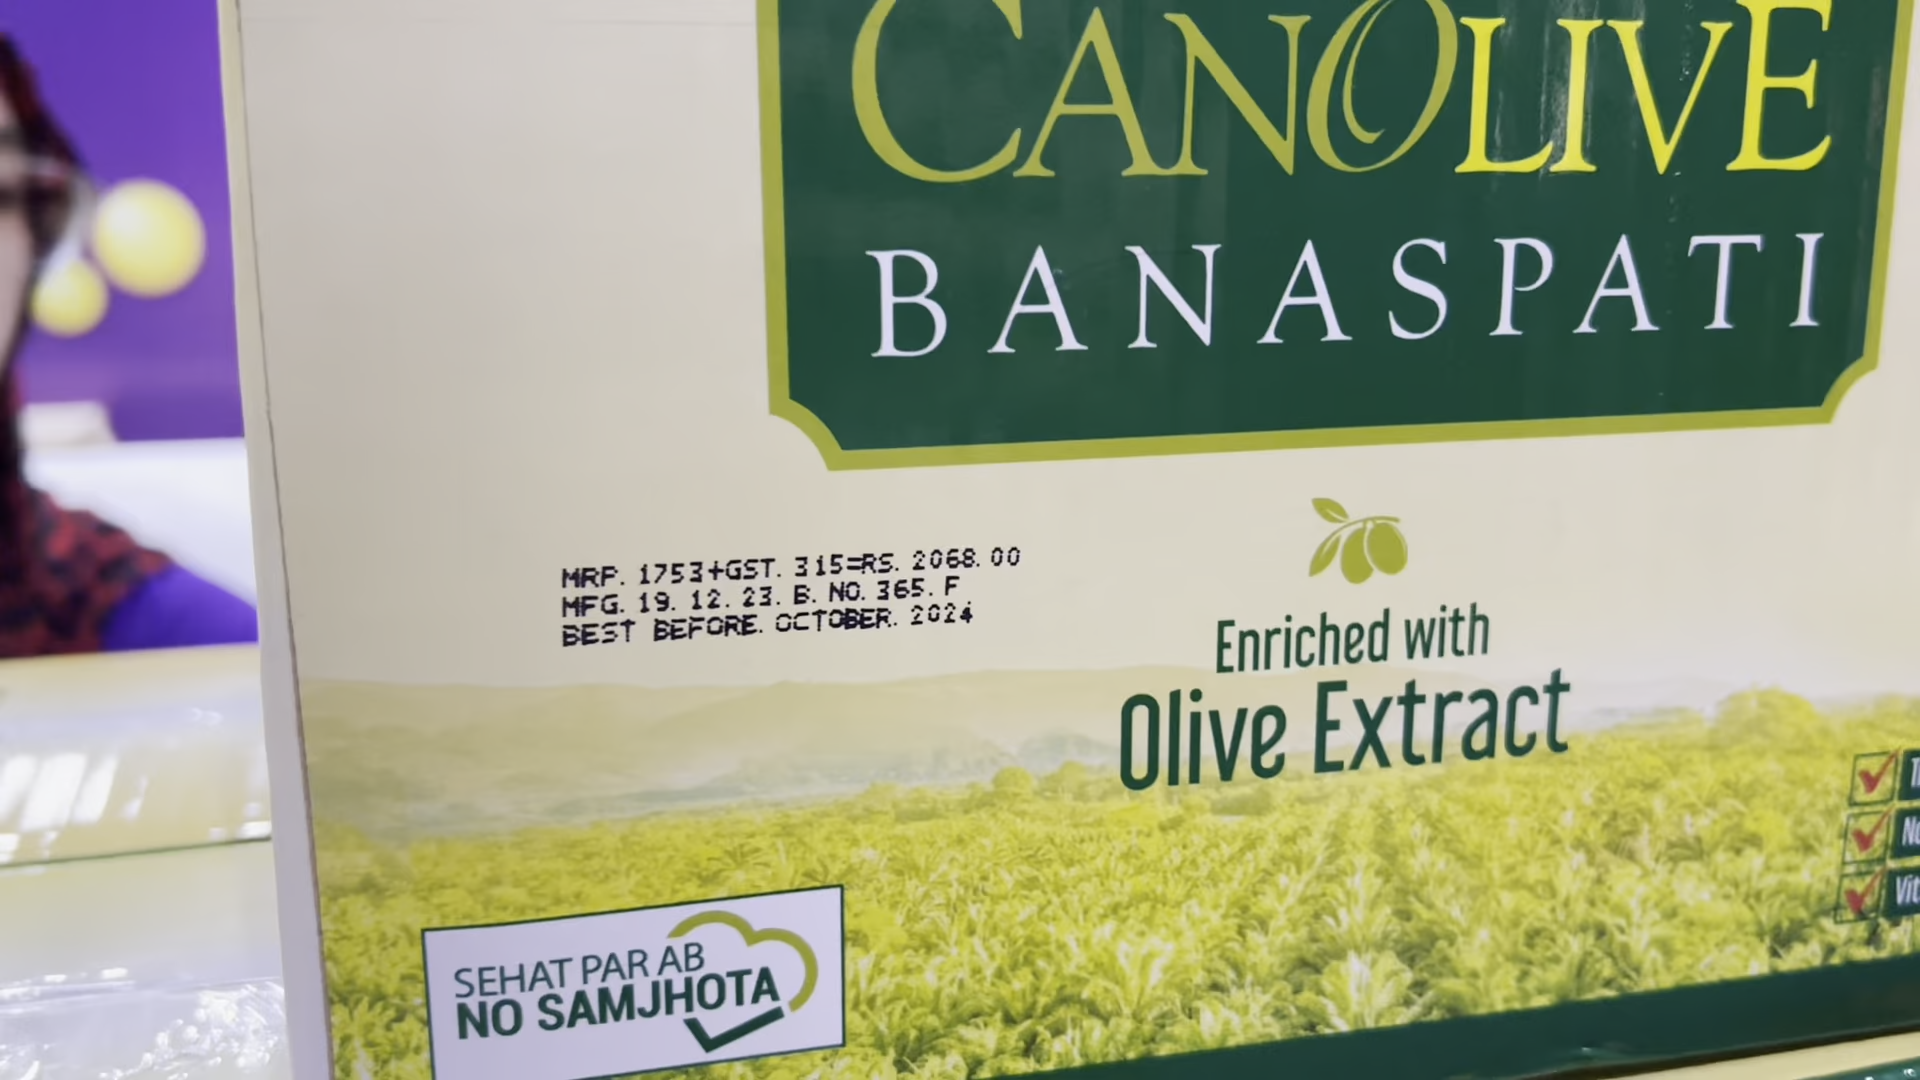 CANOLIVE
BANASPATI
MRP. 1753+GST. 315=RS. 2068.00
MFG. 19. 12. 23. B. NO. 365. F
BEST BEFORE. OCTOBER. 2024
Enriched with
Olive Extract
SEHAT PAR AB
NO SAMJHOTA